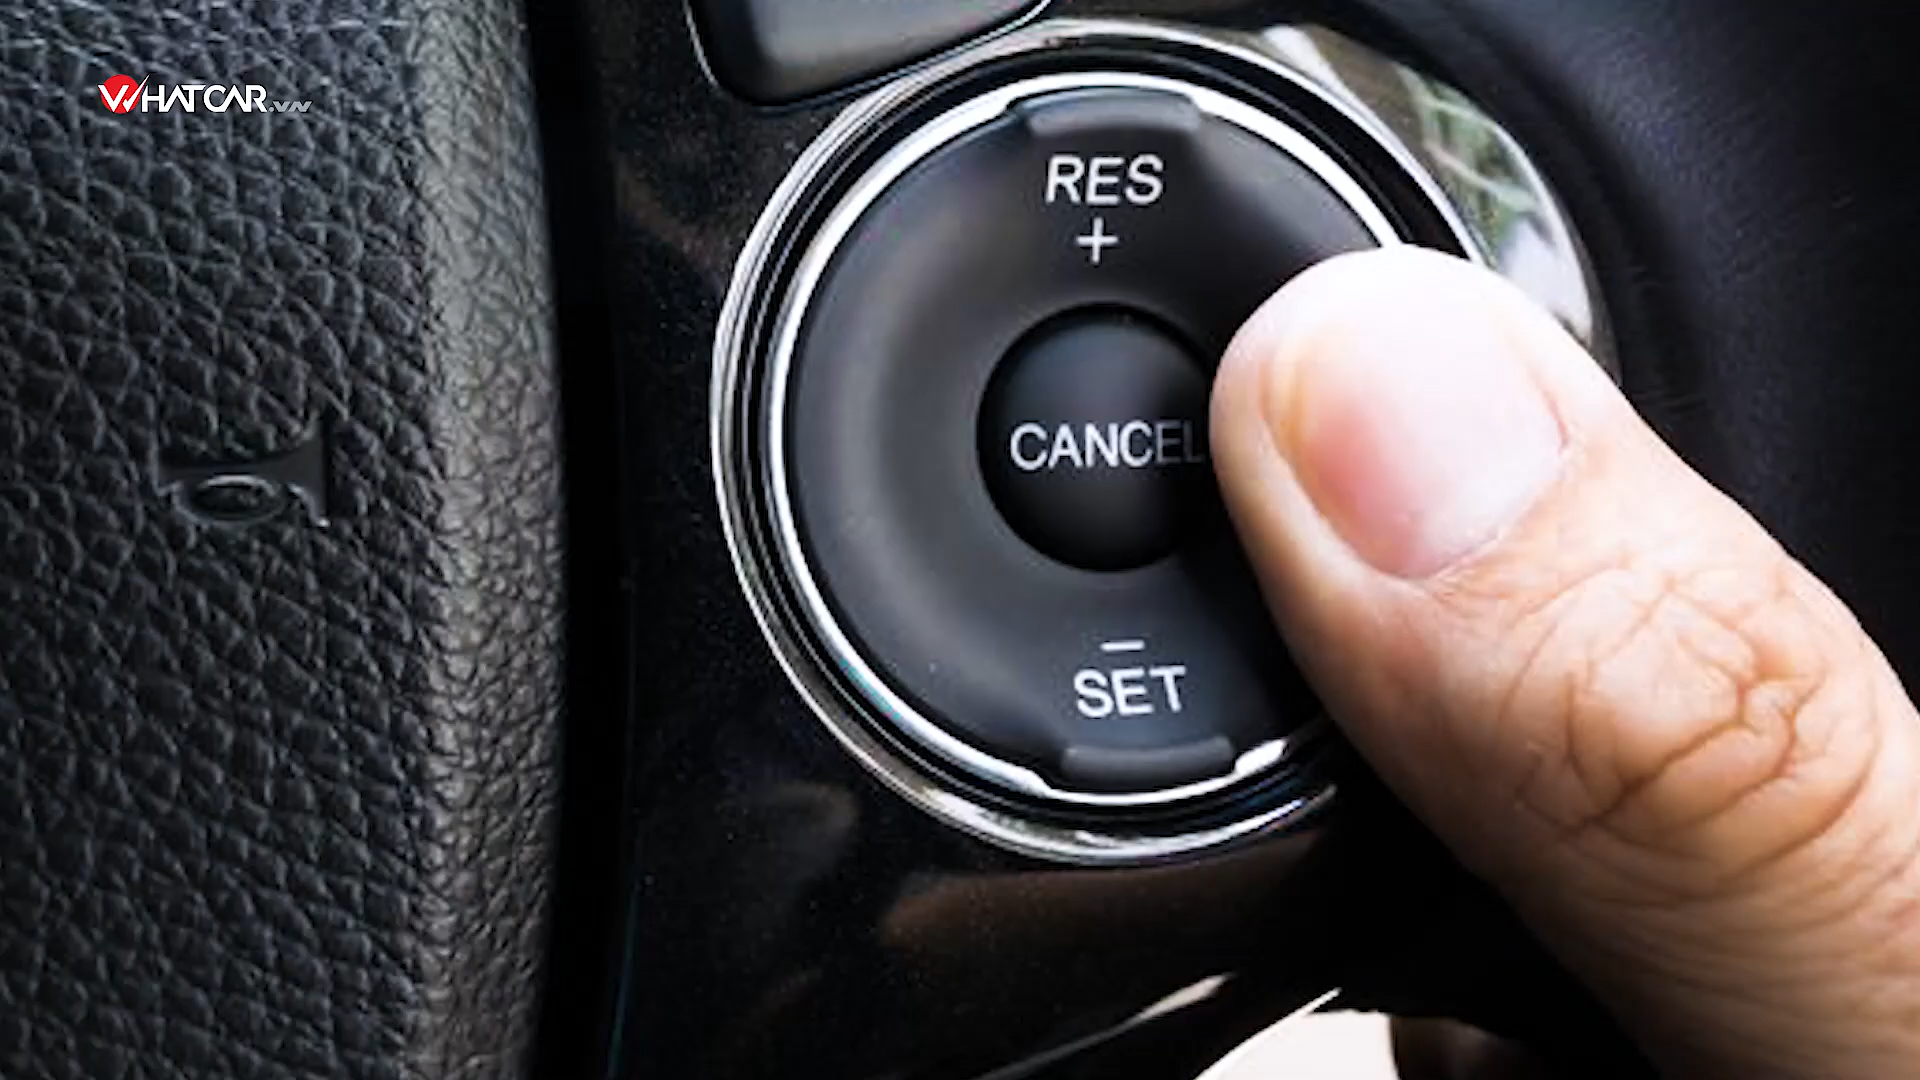 WHATCAR.VN
RES
+
CANCEL
–
SET